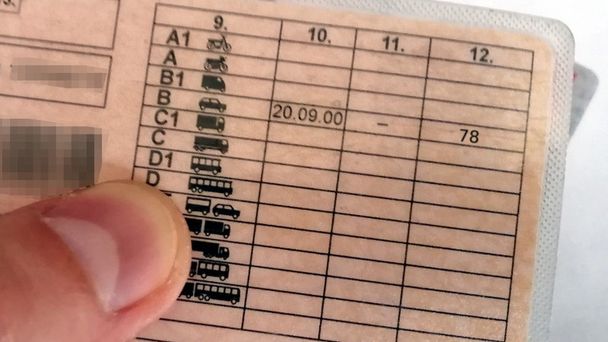 9. 10. 11. 12.
A1
A
B1
B 20.09.00 – 78
C1
C
D1
D